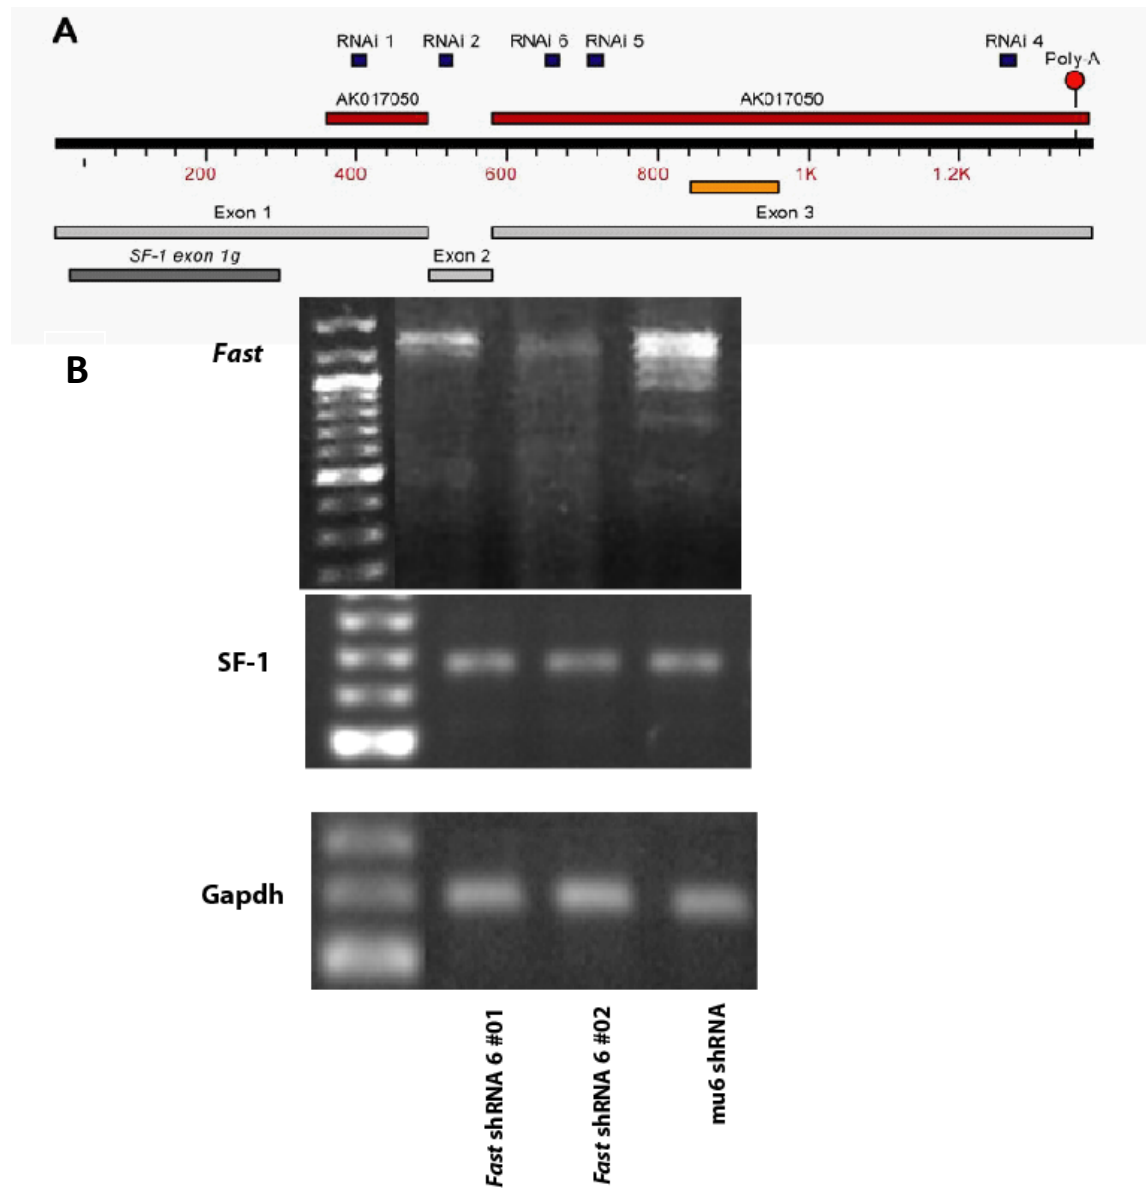 A
RNAi 1 RNAi 2 RNAi 6 RNAi 5 RNAi 4
Poly-A
AK017050 AK017050
200 400 600 800 1K 1.2K
Exon 1 Exon 3
SF-1 exon 1g Exon 2
B
Fast
SF-1
Gapdh
Fast shRNA 6 #01
Fast shRNA 6 #02
mu6 shRNA